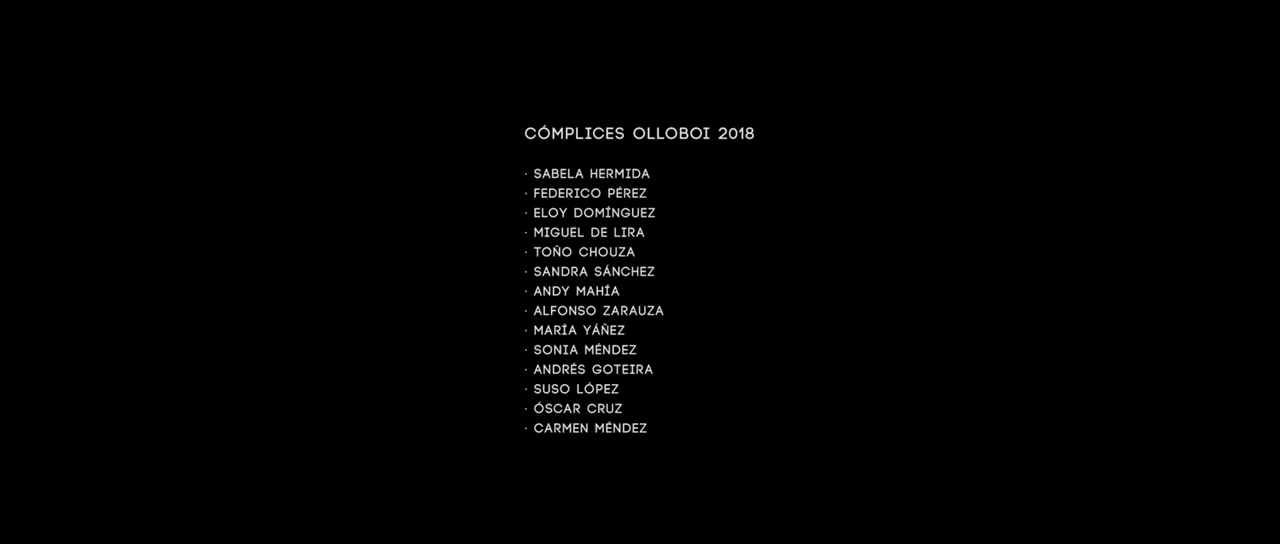 CÓMPLICES OLLOBOI 2018
· SABELA HERMIDA
· FEDERICO PÉREZ
· ELOY DOMÍNGUEZ
· MIGUEL DE LIRA
· TOÑO CHOUZA
· SANDRA SÁNCHEZ
· ANDY MAHÍA
· ALFONSO ZARAUZA
· MARÍA YÁÑEZ
· SONIA MÉNDEZ
· ANDRÉS GOTEIRA
· SUSO LÓPEZ
· ÓSCAR CRUZ
· CARMEN MÉNDEZ